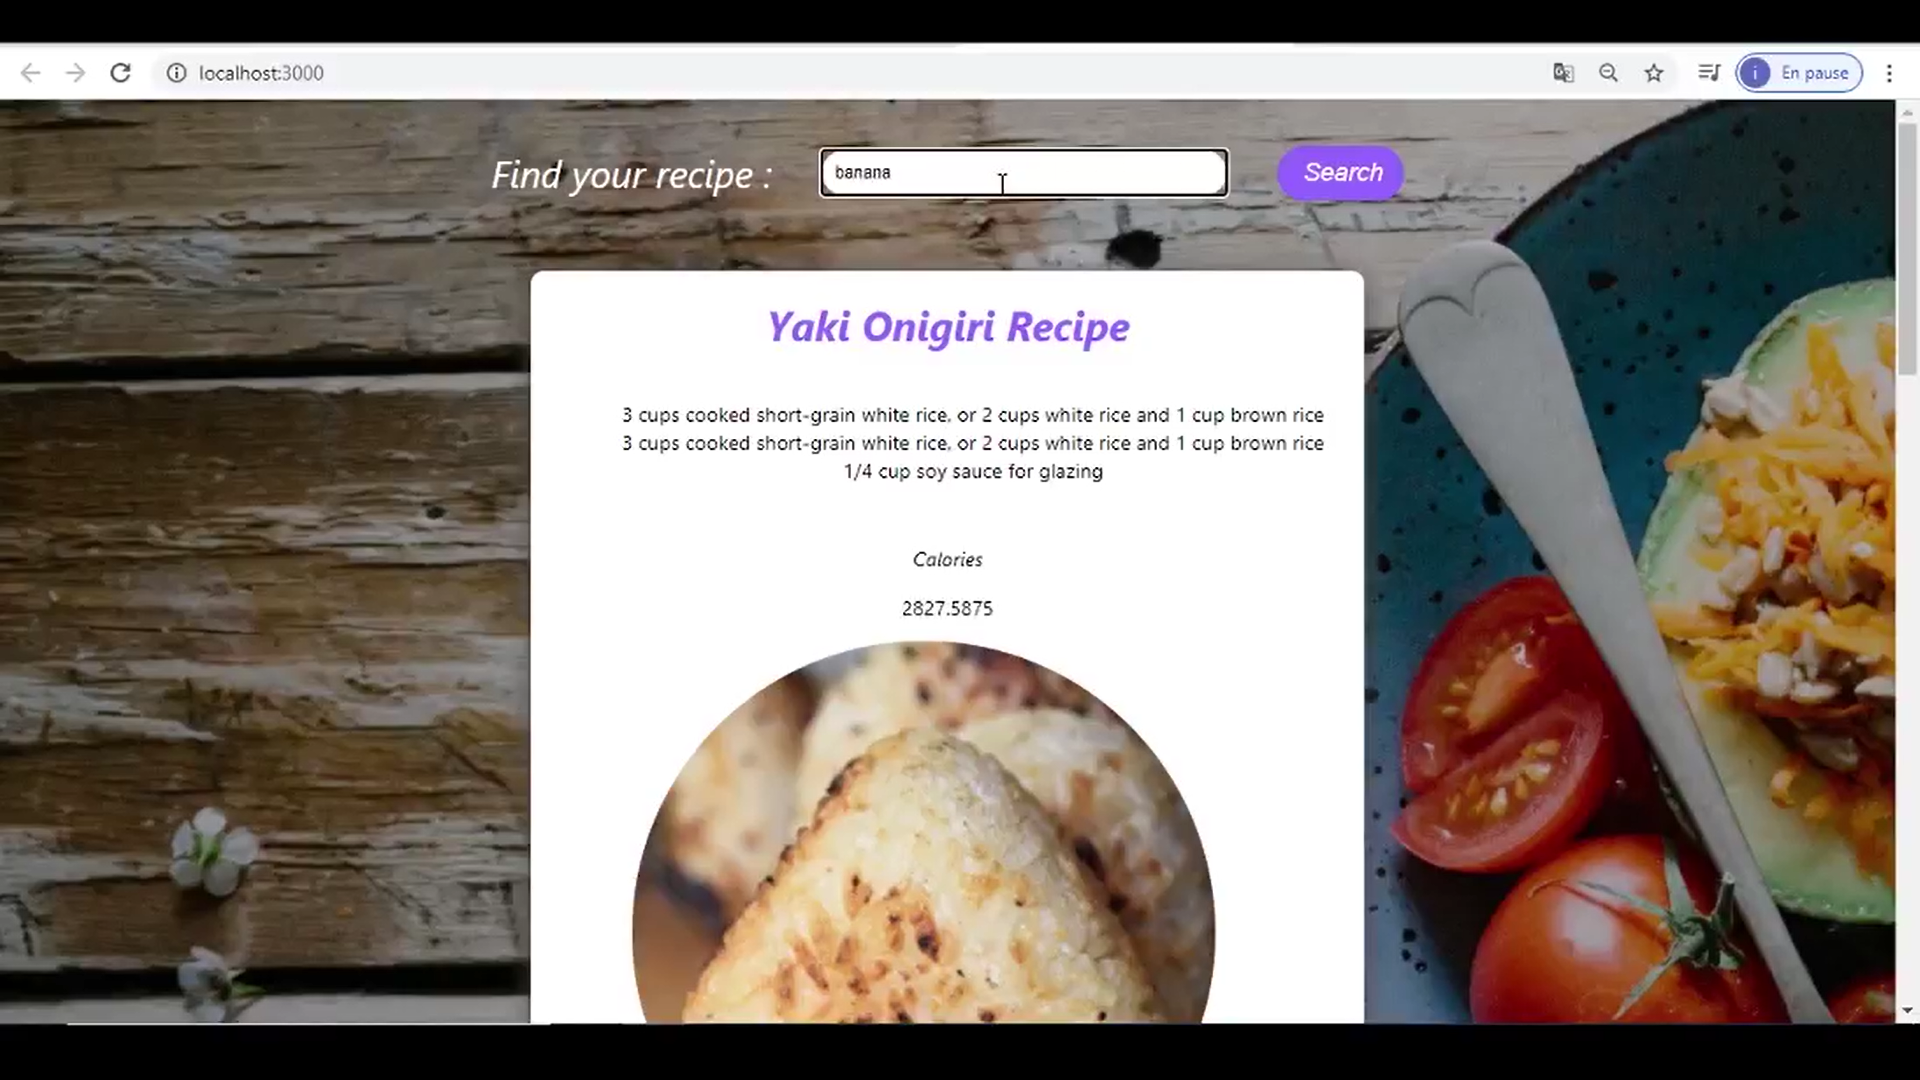 localhost:3000
i En pause
Find your recipe :
banana
Search
Yaki Onigiri Recipe
3 cups cooked short-grain white rice, or 2 cups white rice and 1 cup brown rice
3 cups cooked short-grain white rice, or 2 cups white rice and 1 cup brown rice
1/4 cup soy sauce for glazing
Calories
2827.5875